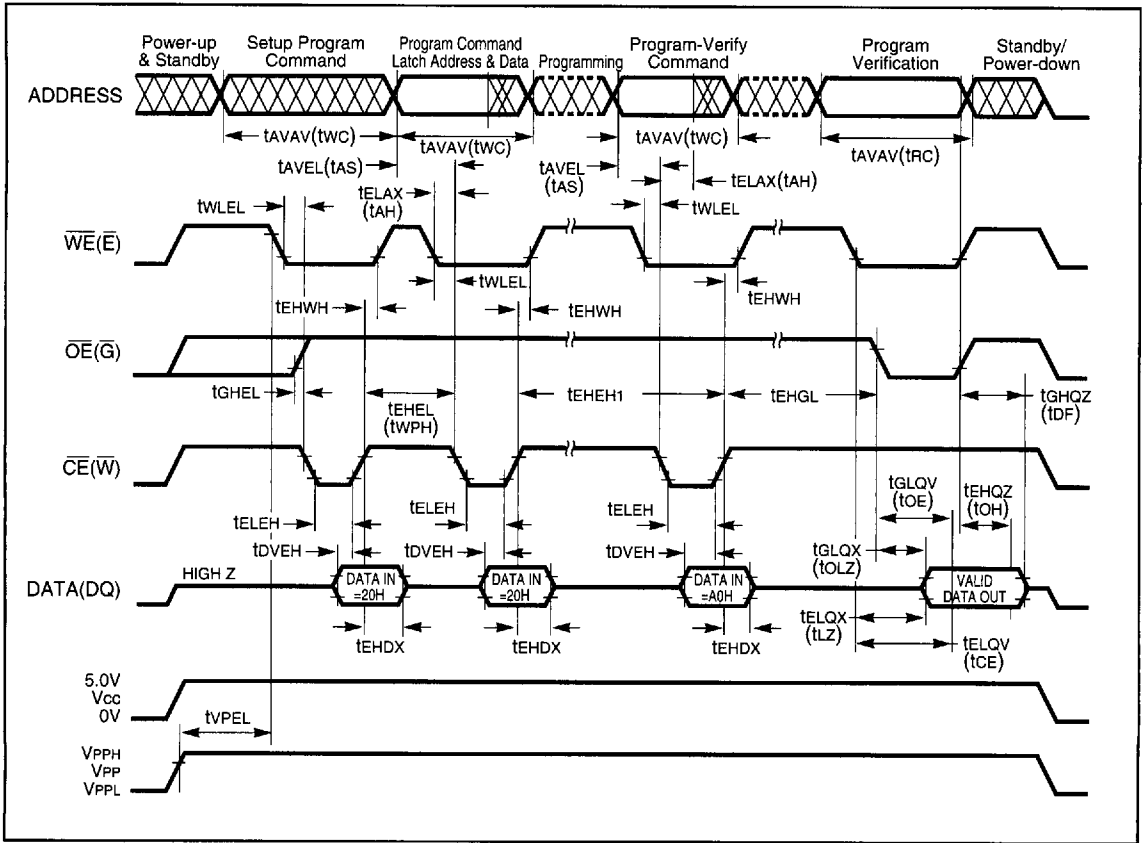 Power-up
& Standby
Setup Program
Command
Program Command
Latch Address & Data
Programming
Program-Verify
Command
Program
Verification
Standby/
Power-down
ADDRESS
tAVAV(tWC)
tAVAV(tWC)
tAVAV(tWC)
tAVAV(tRC)
tAVEL(tAS)
tAVEL
(tAS)
tELAX
(tAH)
tELAX(tAH)
tWLEL
tWLEL
WE(E)
tWLEL
tEHWH
tEHWH
tEHWH
OE(G)
tGHEL
tEHEL
(tWPH)
tEHEH1
tEHGL
tGHQZ
(tDF)
CE(W)
tELEH
tELEH
tELEH
tGLQV
(tOE)
tEHQZ
(tOH)
tDVEH
tDVEH
tDVEH
tGLQX
(tOLZ)
DATA(DQ)
HIGH Z
DATA IN
=20H
DATA IN
=20H
DATA IN
=A0H
VALID
DATA OUT
tEHDX
tEHDX
tEHDX
tELQX
(tLZ)
tELQV
(tCE)
5.0V
Vcc
0V
tVPEL
VPPH
VPP
VPPL